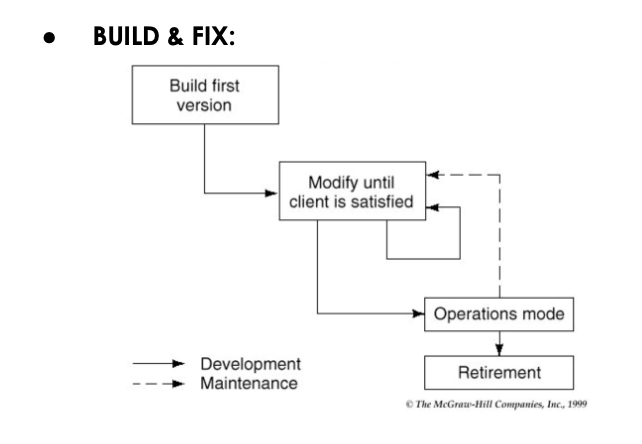 ● BUILD & FIX:
Build first
version
Modify until
client is satisfied
Operations mode
Development
Maintenance
Retirement
© The McGraw-Hill Companies, Inc., 1999